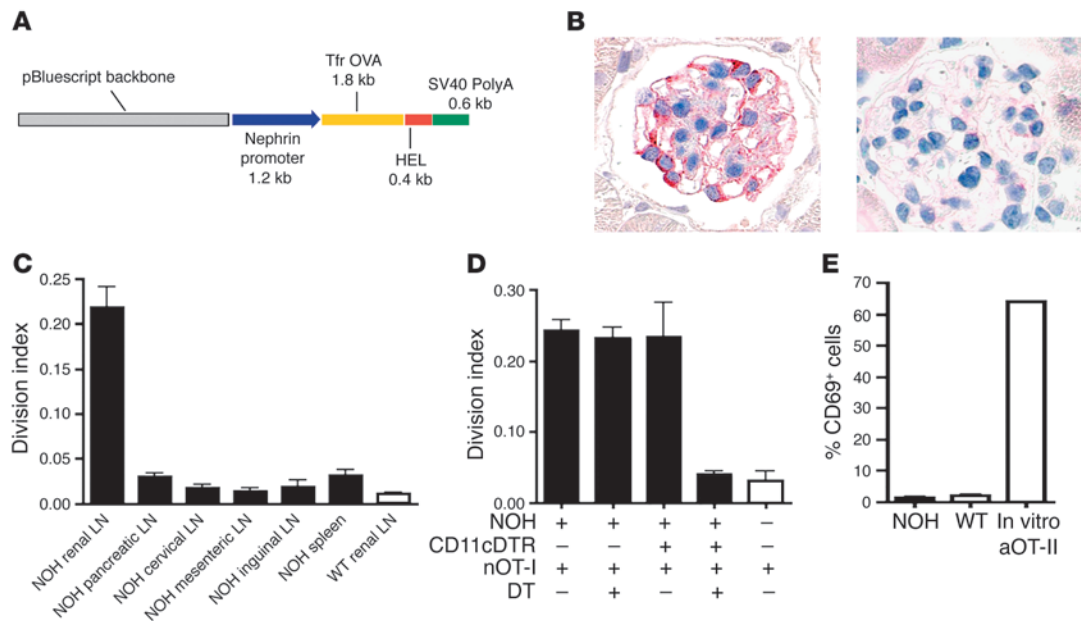 A
pBluescript backbone
Tfr OVA
1.8 kb
SV40 PolyA
0.6 kb
Nephrin
promoter
1.2 kb
HEL
0.4 kb
B
C
Division index
0.25
0.20
0.15
0.10
0.05
0.00
NOH renal LN
NOH pancreatic LN
NOH cervical LN
NOH mesenteric LN
NOH inguinal LN
NOH spleen
WT renal LN
D
Division index
0.30
0.20
0.10
0.00
NOH + + + + –
CD11cDTR – – + + –
nOT-I + + + + +
DT – + – + –
E
% CD69⁺ cells
70
60
50
40
30
20
10
0
NOH
WT
In vitro
aOT-II